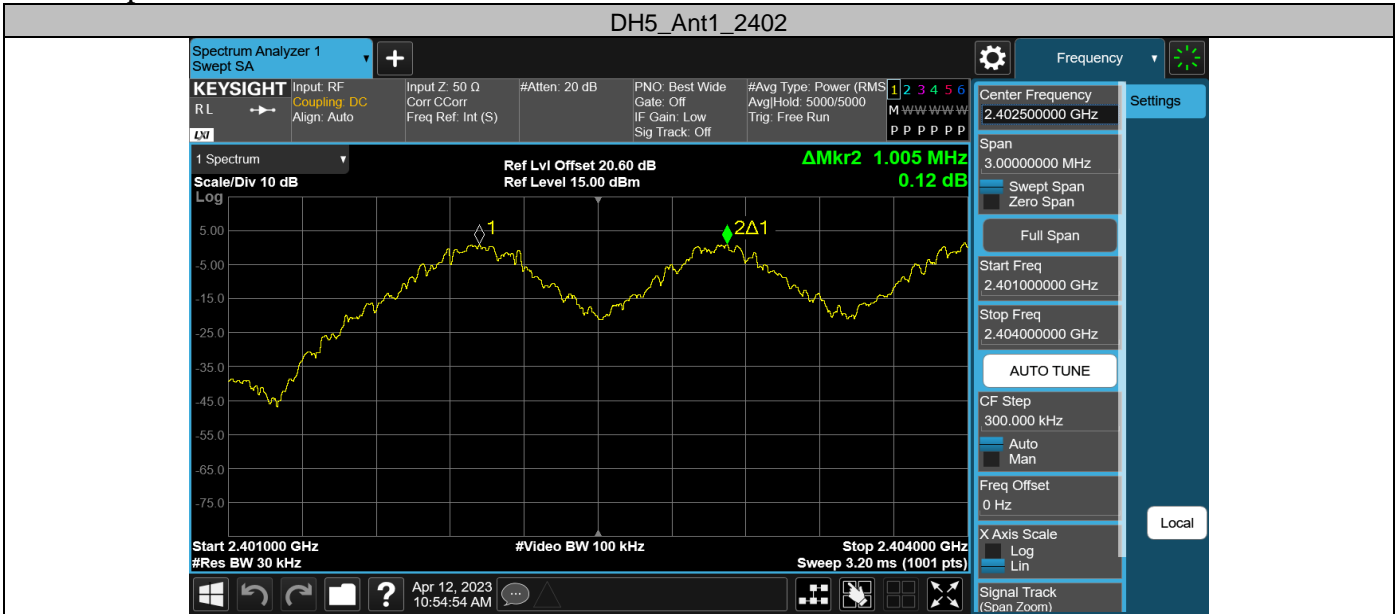 DH5_Ant1_2402
Spectrum Analyzer 1
Swept SA
Frequency
KEYSIGHT
RL
LXI
Input: RF
Coupling: DC
Align: Auto
Input Z: 50 Ω
Corr CCorr
Freq Ref: Int (S)
#Atten: 20 dB
PNO: Best Wide
Gate: Off
IF Gain: Low
Sig Track: Off
#Avg Type: Power (RMS
Avg|Hold: 5000/5000
Trig: Free Run
1 2 3 4 5 6
M W W W W W
P P P P P P
1 Spectrum
Scale/Div 10 dB
Log
Ref Lvl Offset 20.60 dB
Ref Level 15.00 dBm
ΔMkr2 1.005 MHz
0.12 dB
5.00
-5.00
-15.0
-25.0
-35.0
-45.0
-55.0
-65.0
-75.0
1
2Δ1
Start 2.401000 GHz
#Res BW 30 kHz
#Video BW 100 kHz
Stop 2.404000 GHz
Sweep 3.20 ms (1001 pts)
Center Frequency
2.402500000 GHz
Span
3.00000000 MHz
Swept Span
Zero Span
Full Span
Start Freq
2.401000000 GHz
Stop Freq
2.404000000 GHz
AUTO TUNE
CF Step
300.000 kHz
Auto
Man
Freq Offset
0 Hz
X Axis Scale
Log
Lin
Signal Track
(Span Zoom)
Settings
Local
?
Apr 12, 2023
10:54:54 AM